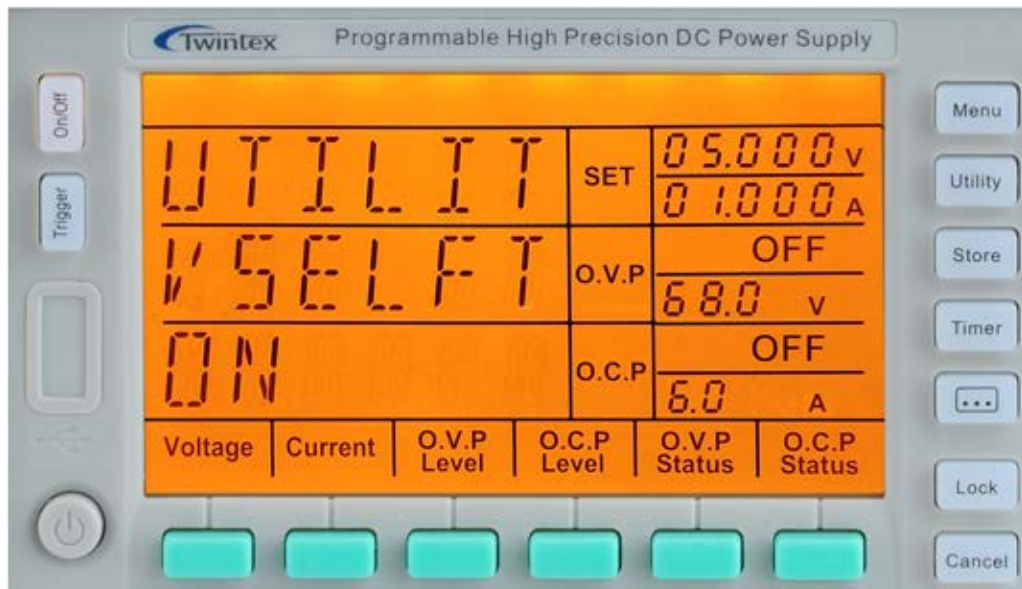 Twintex Programmable High Precision DC Power Supply
On/Off
Trigger
UTILIT
VSELFT
ON
SET
05.000 V
01.000 A
O.V.P
OFF
68.0 V
O.C.P
OFF
6.0 A
Voltage Current O.V.P Level O.C.P Level O.V.P Status O.C.P Status
Menu
Utility
Store
Timer
...
Lock
Cancel